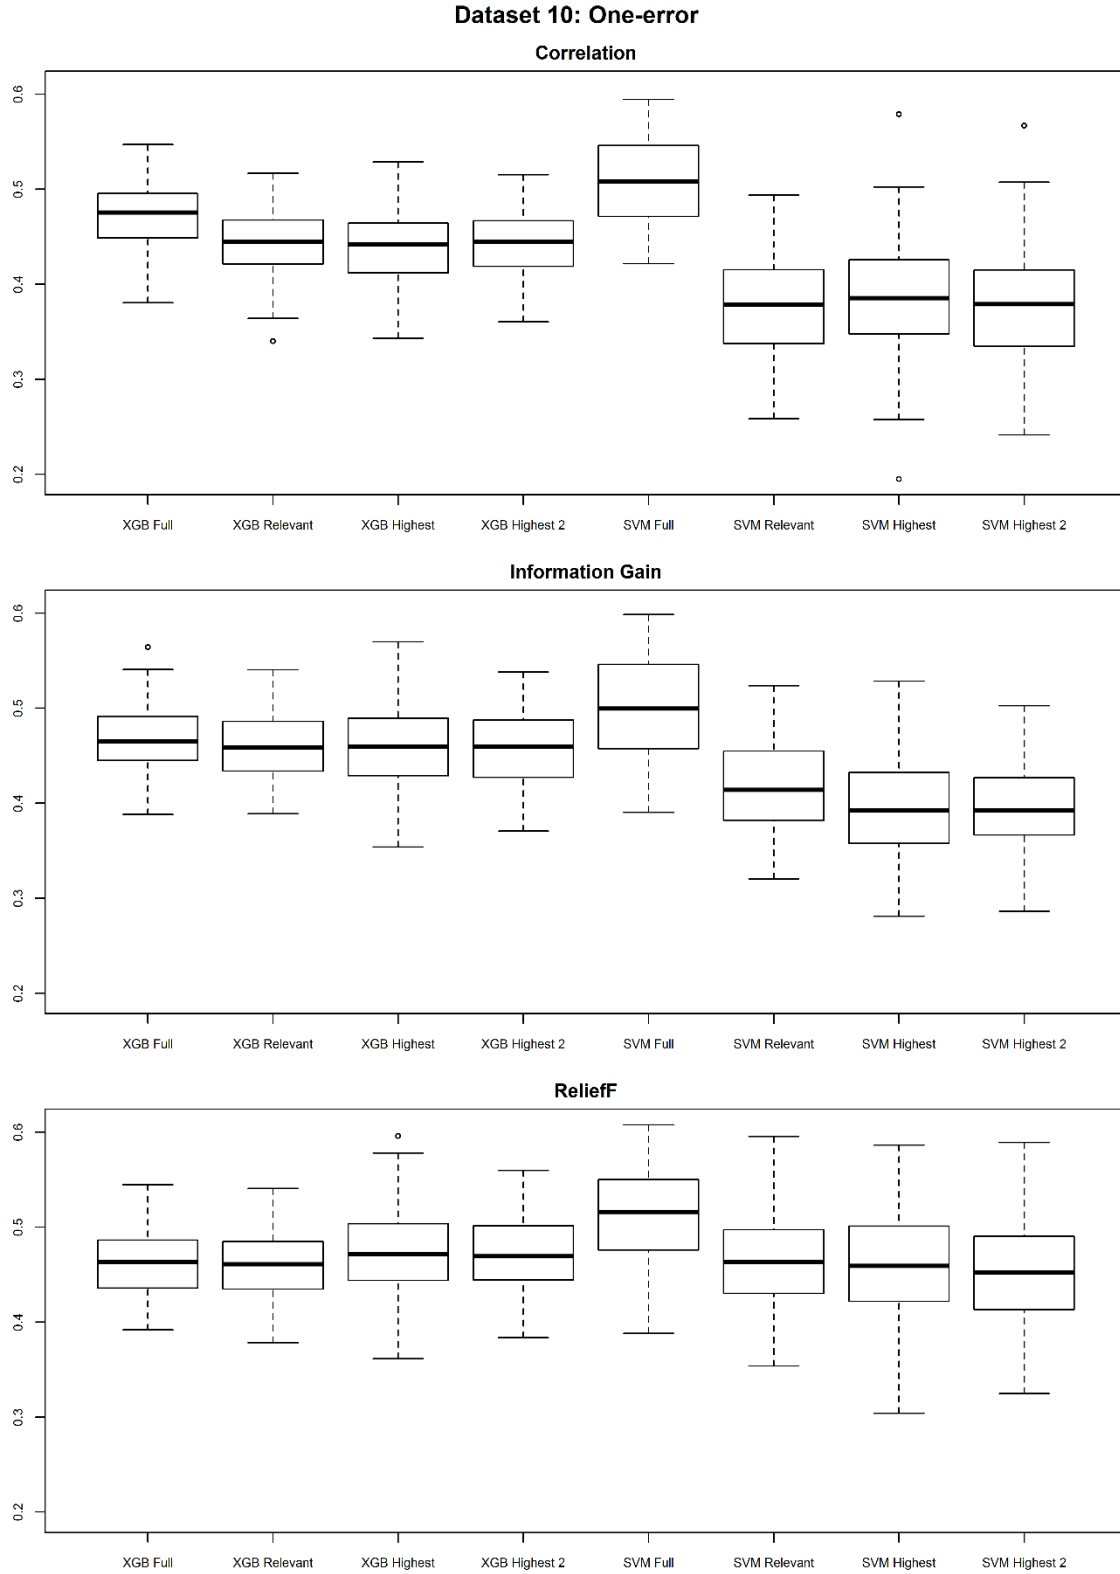 Dataset 10: One-error
Correlation
0.6
0.5
0.4
0.3
0.2
XGB Full XGB Relevant XGB Highest XGB Highest 2 SVM Full SVM Relevant SVM Highest SVM Highest 2
Information Gain
0.6
0.5
0.4
0.3
0.2
XGB Full XGB Relevant XGB Highest XGB Highest 2 SVM Full SVM Relevant SVM Highest SVM Highest 2
ReliefF
0.6
0.5
0.4
0.3
0.2
XGB Full XGB Relevant XGB Highest XGB Highest 2 SVM Full SVM Relevant SVM Highest SVM Highest 2